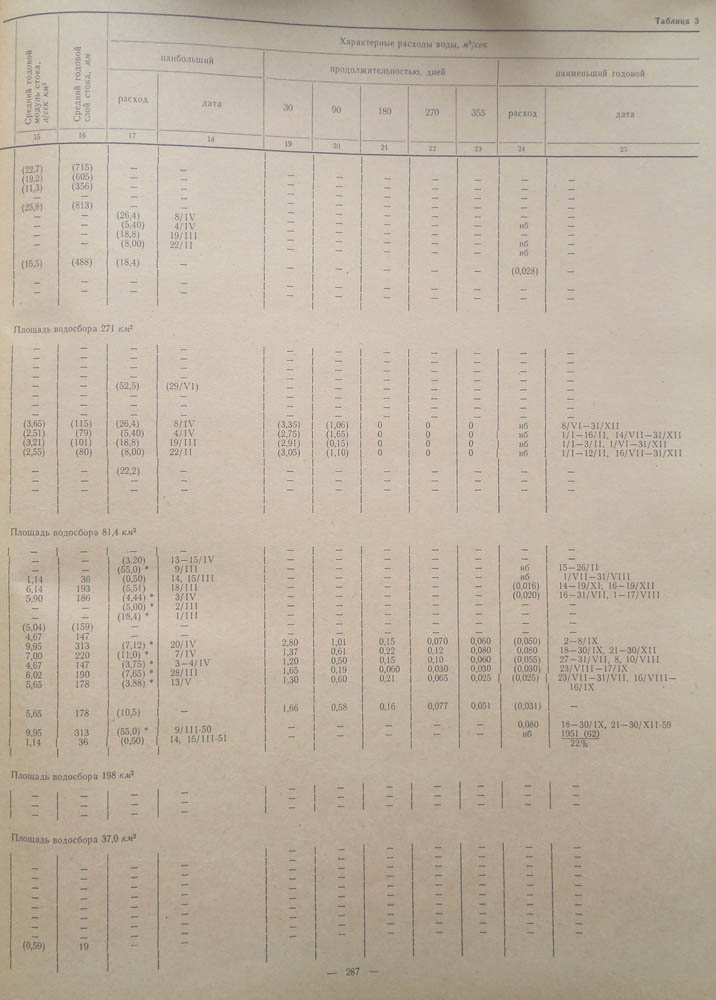 Таблица 3
Средний годовой модуль стока, л/сек км² | Средний годовой слой стока, мм | Характерные расходы воды, м³/сек
наибольший | продолжительностью, дней | наименьший годовой
расход | дата | 30 | 90 | 180 | 270 | 355 | расход | дата
15 | 16 | 17 | 18 | 19 | 20 | 21 | 22 | 23 | 24 | 25
(22,7) | (715) | — | — | — | — | — | — | — | — | —
(19,2) | (605) | — | — | — | — | — | — | — | — | —
(11,3) | (356) | — | — | — | — | — | — | — | — | —
— | — | — | — | — | — | — | — | — | — | —
(25,8) | (813) | — | — | — | — | — | — | — | — | —
— | — | (26,4) | 8/IV | — | — | — | — | — | — | —
— | — | (5,40) | 4/IV | — | — | — | — | — | нб | —
— | — | (18,8) | 19/III | — | — | — | — | — | — | —
— | — | (8,00) | 22/II | — | — | — | — | — | нб | —
нб | —
(15,5) | (488) | (18,4) | — | — | — | — | — | — | (0,028) | —
— | — | — | — | — | — | — | — | — | — | —
— | — | — | — | — | — | — | — | — | — | —
Площадь водосбора 271 км²
— | — | — | — | — | — | — | — | — | — | —
— | — | — | — | — | — | — | — | — | — | —
— | — | — | — | — | — | — | — | — | — | —
— | — | — | — | — | — | — | — | — | — | —
— | — | (52,5) | (29/VI) | — | — | — | — | — | — | —
— | — | — | — | — | — | — | — | — | — | —
— | — | — | — | — | — | — | — | — | — | —
— | — | — | — | — | — | — | — | — | — | —
(3,65) | (115) | (26,4) | 8/IV | (3,35) | (1,06) | 0 | 0 | 0 | нб | 8/VI—31/XII
(2,51) | (79) | (5,40) | 4/IV | (2,75) | (1,65) | 0 | 0 | 0 | нб | 1/I—16/II, 14/VII—31/XII
(3,21) | (101) | (18,8) | 19/III | (2,91) | (0,15) | 0 | 0 | 0 | нб | 1/I—3/II, 1/VI—31/XII
(2,55) | (80) | (8,00) | 22/II | (3,05) | (1,10) | 0 | 0 | 0 | нб | 1/I—12/II, 16/VII—31/XII
— | — | (22,2) | — | — | — | — | — | — | — | —
— | — | — | — | — | — | — | — | — | — | —
— | — | — | — | — | — | — | — | — | — | —
Площадь водосбора 81,4 км²
— | — | — | — | — | — | — | — | — | — | —
— | — | (3,20) | 13—15/IV | — | — | — | — | — | — | —
— | — | (55,0) * | 9/III | — | — | — | — | — | нб | 15—26/II
1,14 | 36 | (0,50) | 14, 15/III | — | — | — | — | — | нб | 1/VII—31/VIII
6,14 | 193 | (5,51) | 18/III | — | — | — | — | — | (0,016) | 14—19/XI, 16—19/XII
5,90 | 186 | (4,44) * | 3/IV | — | — | — | — | — | (0,020) | 16—31/VII, 1—17/VIII
— | — | (5,00) * | 2/III | — | — | — | — | — | — | —
— | — | (18,4) * | 1/III | — | — | — | — | — | — | —
(5,04) | (159) | — | — | — | — | — | — | — | — | —
4,67 | 147 | — | — | — | — | — | — | — | — | —
9,95 | 313 | (7,12) * | 20/IV | 2,80 | 1,01 | 0,15 | 0,070 | 0,060 | (0,050) | 2—8/IX
7,00 | 220 | (11,0) * | 7/IV | 1,37 | 0,61 | 0,22 | 0,12 | 0,080 | 0,080 | 18—30/IX, 21—30/XII
4,67 | 147 | (3,75) * | 3—4/IV | 1,20 | 0,50 | 0,15 | 0,10 | 0,060 | (0,055) | 27—31/VII, 8, 10/VIII
6,02 | 190 | (7,65) * | 28/III | 1,65 | 0,19 | 0,060 | 0,030 | 0,030 | (0,030) | 23/VIII—17/IX
5,65 | 178 | (3,88) * | 13/V | 1,30 | 0,60 | 0,21 | 0,065 | 0,025 | (0,025) | 23/VII—31/VII, 16/VIII—
16/IX
5,65 | 178 | (10,5) | — | 1,66 | 0,58 | 0,16 | 0,077 | 0,051 | (0,031) | —
9,95 | 313 | (55,0) * | 9/III-50 | — | — | — | — | — | 0,080 | 18—30/IX, 21—30/XII-59
1,14 | 36 | (0,50) | 14, 15/III-51 | — | — | — | — | — | нб | 1951 (62)
22%
Площадь водосбора 198 км²
— | — | — | — | — | — | — | — | — | — | —
— | — | — | — | — | — | — | — | — | — | —
— | — | — | — | — | — | — | — | — | — | —
Площадь водосбора 37,0 км²
— | — | — | — | — | — | — | — | — | — | —
— | — | — | — | — | — | — | — | — | — | —
— | — | — | — | — | — | — | — | — | — | —
— | — | — | — | — | — | — | — | — | — | —
— | — | — | — | — | — | — | — | — | — | —
— | — | — | — | — | — | — | — | — | — | —
— | — | — | — | — | — | — | — | — | — | —
— | — | — | — | — | — | — | — | — | — | —
— | — | — | — | — | — | — | — | — | — | —
(0,59) | 19 | — | — | — | — | — | — | — | — | —
— 287 —